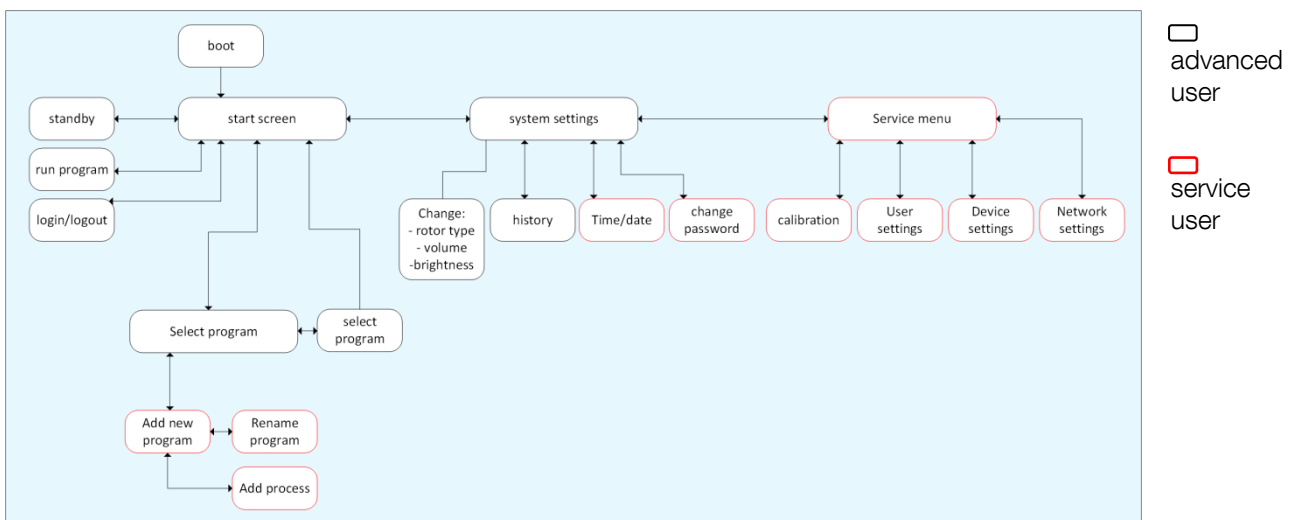 boot
standby
start screen
system settings
Service menu
run program
login/logout
Change:
- rotor type
- volume
-brightness
history
Time/date
change
password
calibration
User
settings
Device
settings
Network
settings
Select program
select
program
Add new
program
Rename
program
Add process
advanced
user
service
user